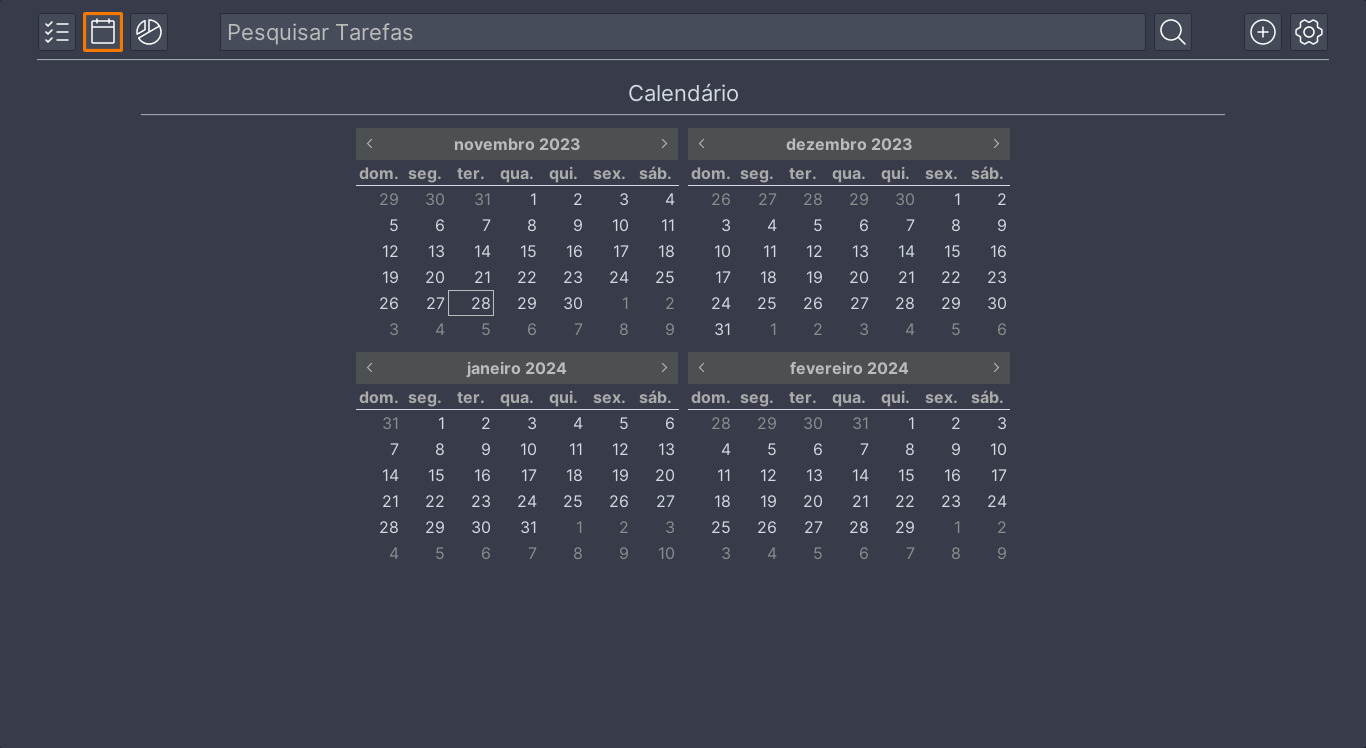 Pesquisar Tarefas
Calendário
novembro 2023
dom. seg. ter. qua. qui. sex. sáb.
29 30 31 1 2 3 4
5 6 7 8 9 10 11
12 13 14 15 16 17 18
19 20 21 22 23 24 25
26 27 28 29 30 1 2
3 4 5 6 7 8 9
dezembro 2023
dom. seg. ter. qua. qui. sex. sáb.
26 27 28 29 30 1 2
3 4 5 6 7 8 9
10 11 12 13 14 15 16
17 18 19 20 21 22 23
24 25 26 27 28 29 30
31 1 2 3 4 5 6
janeiro 2024
dom. seg. ter. qua. qui. sex. sáb.
31 1 2 3 4 5 6
7 8 9 10 11 12 13
14 15 16 17 18 19 20
21 22 23 24 25 26 27
28 29 30 31 1 2 3
4 5 6 7 8 9 10
fevereiro 2024
dom. seg. ter. qua. qui. sex. sáb.
28 29 30 31 1 2 3
4 5 6 7 8 9 10
11 12 13 14 15 16 17
18 19 20 21 22 23 24
25 26 27 28 29 1 2
3 4 5 6 7 8 9